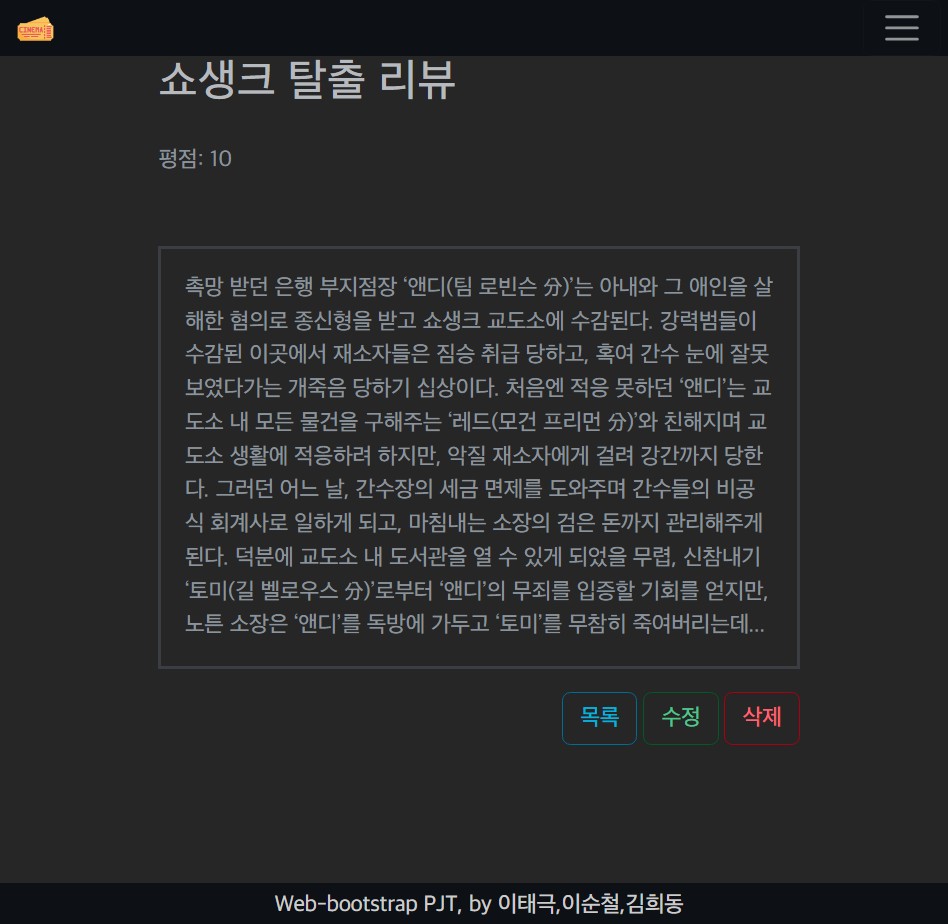 CINEMA
쇼생크 탈출 리뷰
평점: 10
촉망 받던 은행 부지점장 ‘앤디(팀 로빈슨 分)’는 아내와 그 애인을 살
해한 혐의로 종신형을 받고 쇼생크 교도소에 수감된다. 강력범들이
수감된 이곳에서 재소자들은 짐승 취급 당하고, 혹여 간수 눈에 잘못
보였다가는 개죽음 당하기 십상이다. 처음엔 적응 못하던 ‘앤디’는 교
도소 내 모든 물건을 구해주는 ‘레드(모건 프리먼 分)’와 친해지며 교
도소 생활에 적응하려 하지만, 악질 재소자에게 걸려 강간까지 당한
다. 그러던 어느 날, 간수장의 세금 면제를 도와주며 간수들의 비공
식 회계사로 일하게 되고, 마침내는 소장의 검은 돈까지 관리해주게
된다. 덕분에 교도소 내 도서관을 열 수 있게 되었을 무렵, 신참내기
‘토미(길 벨로우스 分)’로부터 ‘앤디’의 무죄를 입증할 기회를 얻지만,
노튼 소장은 ‘앤디’를 독방에 가두고 ‘토미’를 무참히 죽여버리는데...
목록 수정 삭제
Web-bootstrap PJT, by 이태극,이순철,김희동